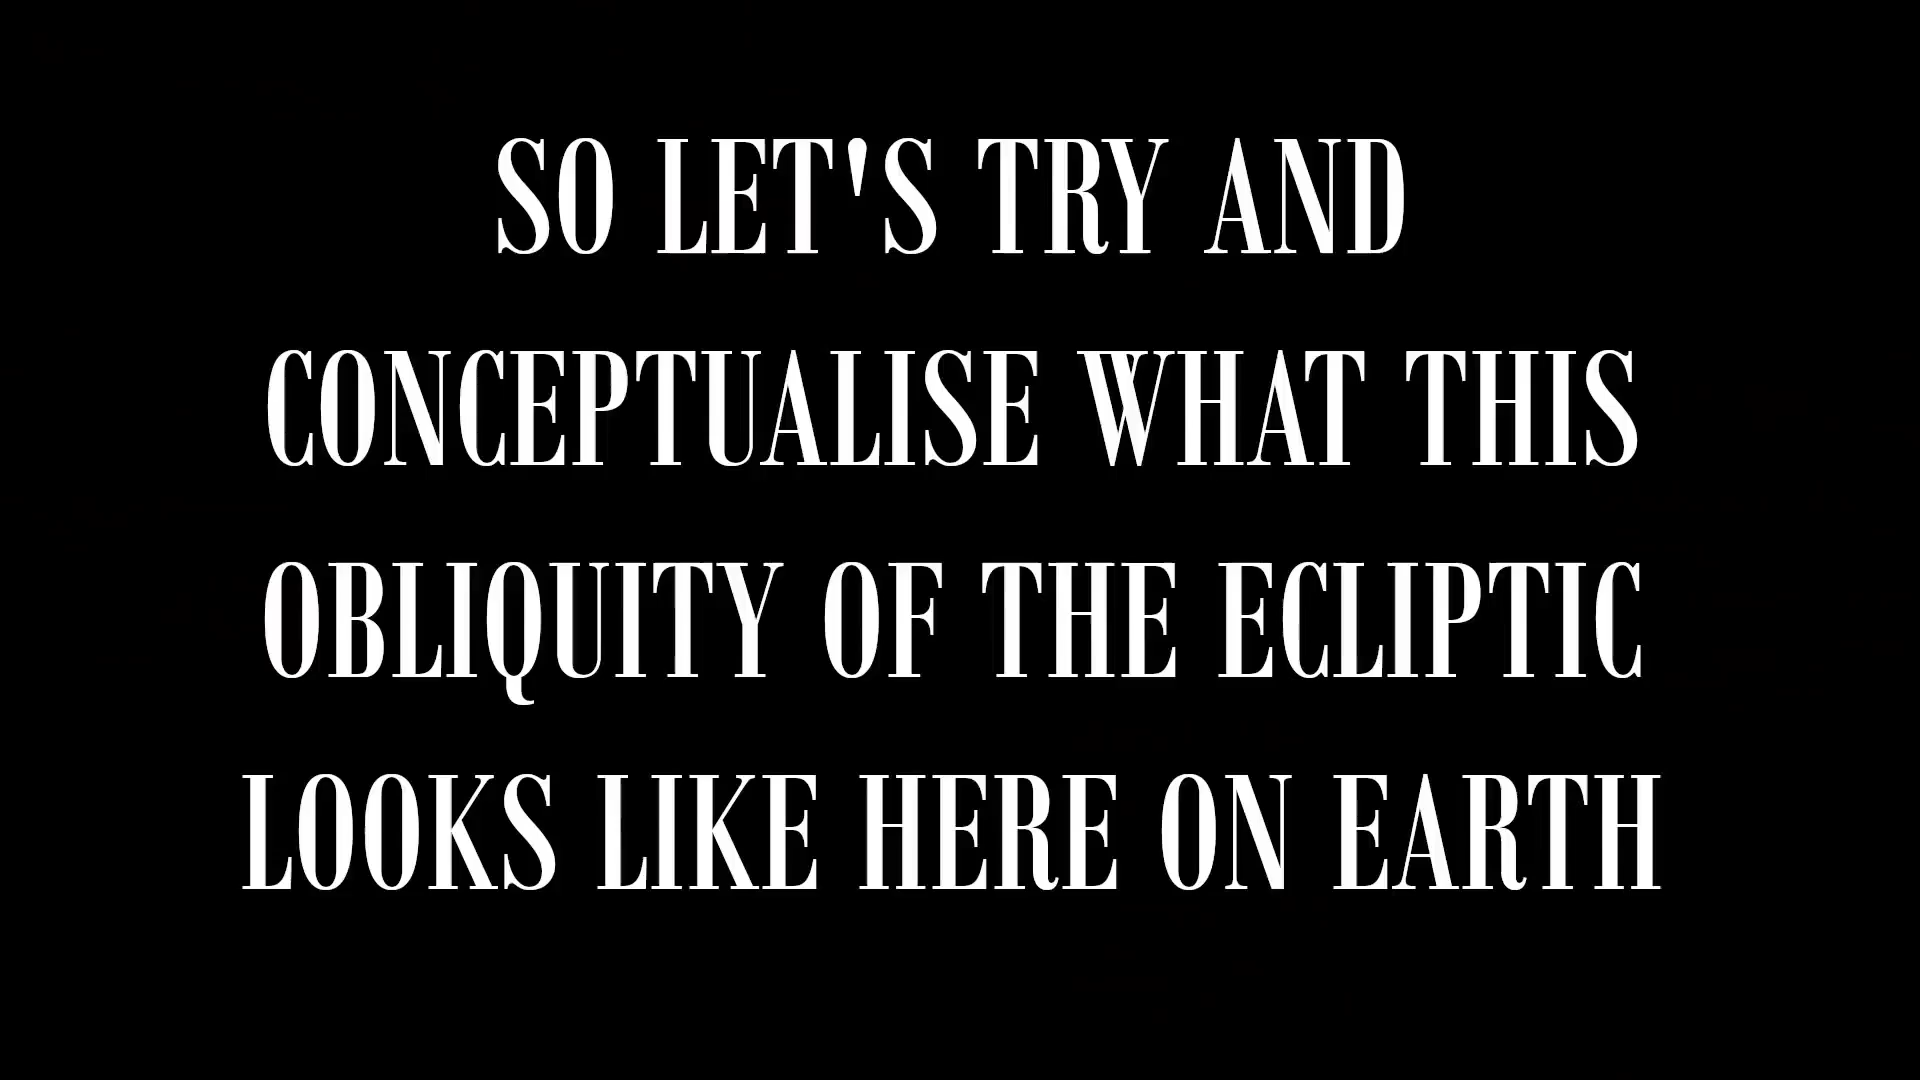 SO LET'S TRY AND
CONCEPTUALISE WHAT THIS
OBLIQUITY OF THE ECLIPTIC
LOOKS LIKE HERE ON EARTH